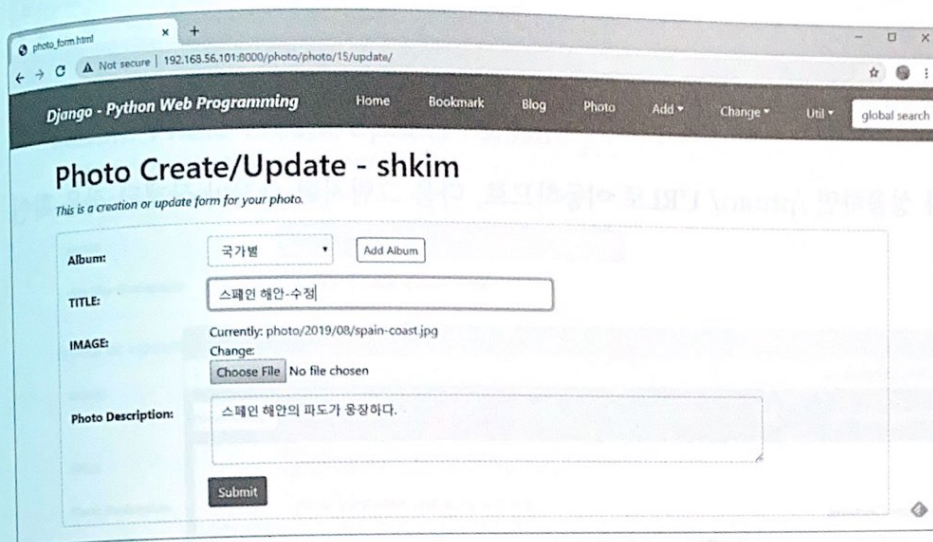 photo_form.html × +
← → C Not secure | 192.168.56.101:8000/photo/photo/15/update/
Django - Python Web Programming Home Bookmark Blog Photo Add Change Util global search
Photo Create/Update - shkim
This is a creation or update form for your photo.
Album: 국가별 Add Album
TITLE: 스페인 해안-수정
IMAGE: Currently: photo/2019/08/spain-coast.jpg
Change:
Choose File No file chosen
Photo Description: 스페인 해안의 파도가 웅장하다.
Submit